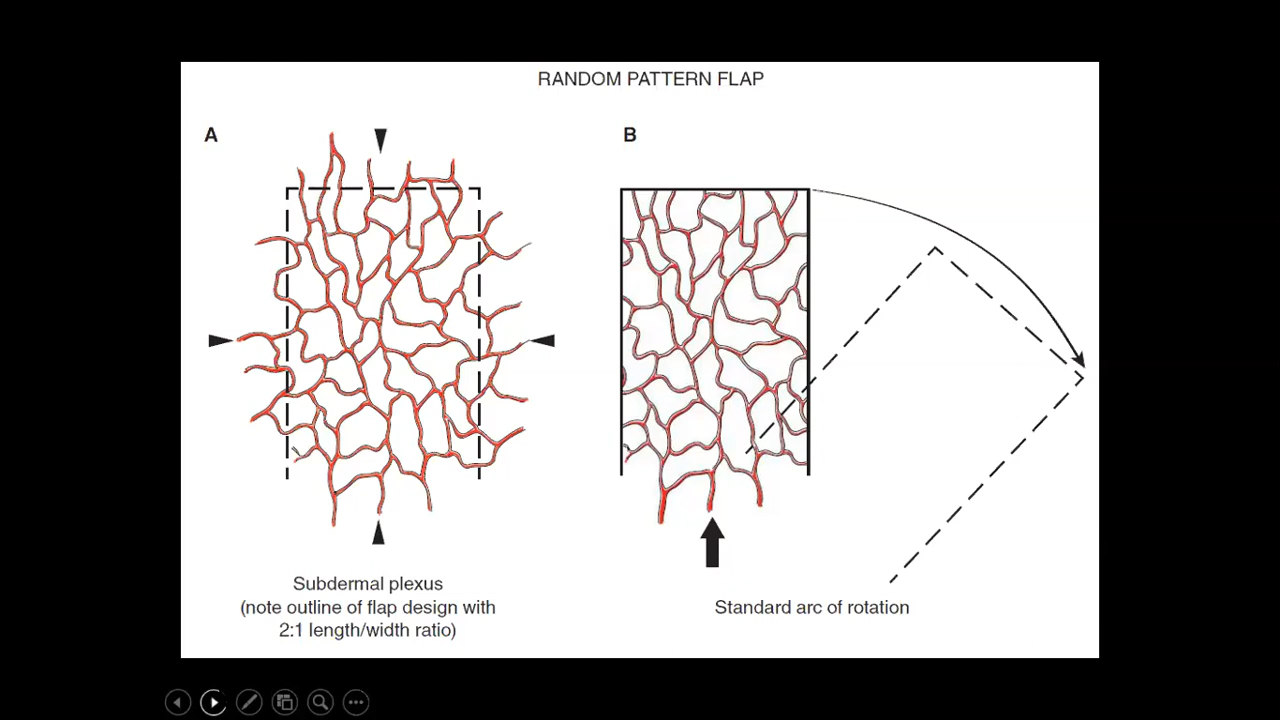 RANDOM PATTERN FLAP
A
B
Subdermal plexus
(note outline of flap design with
2:1 length/width ratio)
Standard arc of rotation